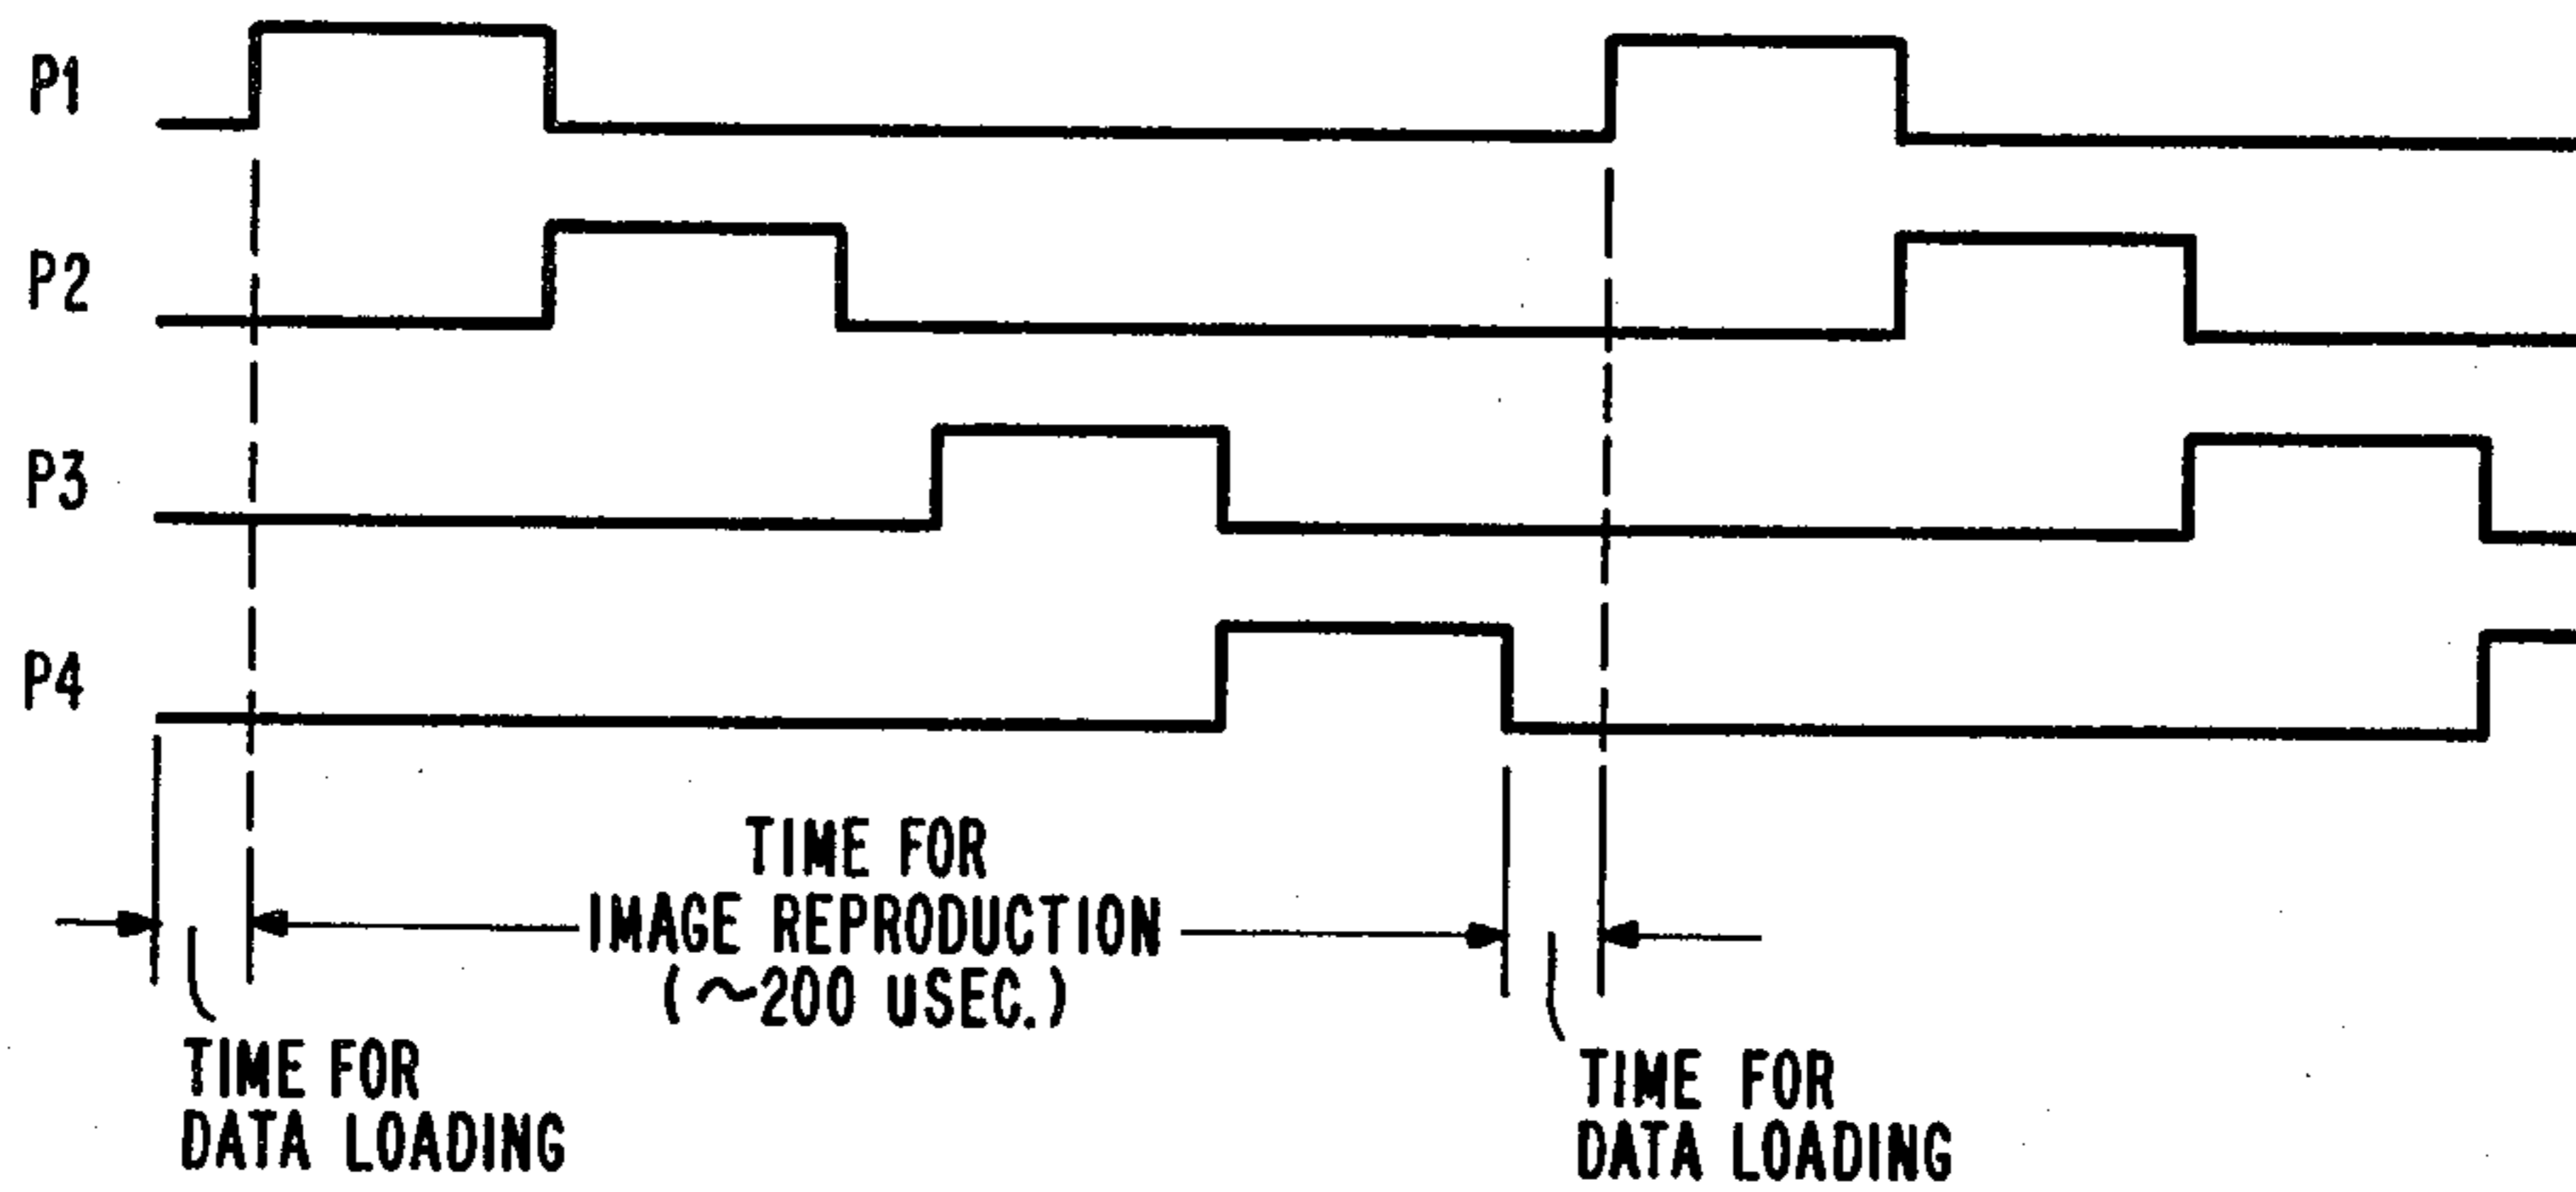 P1
P2
P3
P4
TIME FOR
IMAGE REPRODUCTION
(~200 uSEC.)
TIME FOR
DATA LOADING
TIME FOR
DATA LOADING